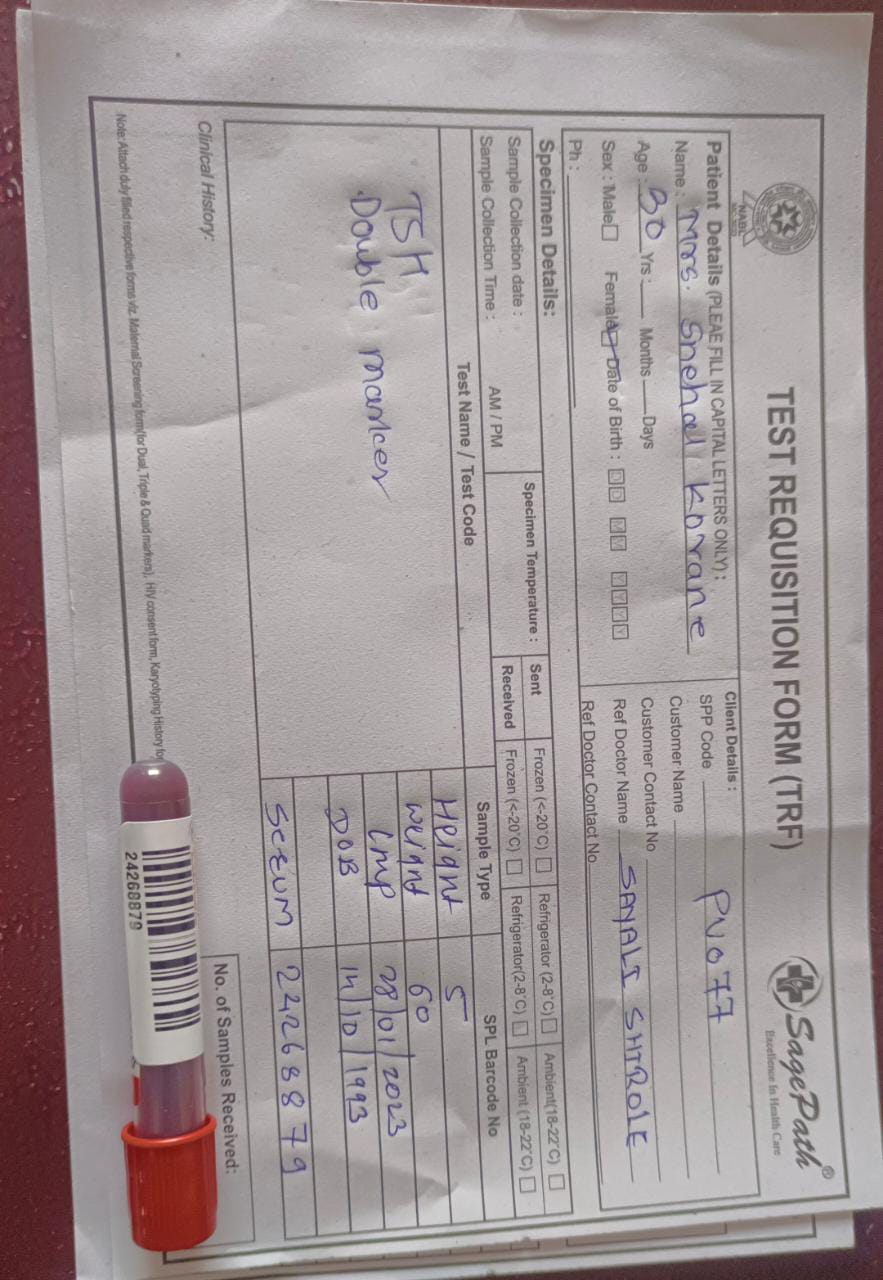 TEST REQUISITION FORM (TRF)
SagePath®
Excellence In Health Care
NABL
Patient Details (PLEAE FILL IN CAPITAL LETTERS ONLY) :
Name : Mrs. Snehal Korane
Age : 30 Yrs : Months Days
Sex : Male Female Date of Birth : D D M M Y Y Y Y
Ph :
Client Details :
SPP Code PV077
Customer Name
Customer Contact No
Ref Doctor Name SAYALI SHIROLE
Ref Doctor Contact No
Specimen Details:
Sample Collection date :
Sample Collection Time : AM / PM
Specimen Temperature :
Sent Frozen (<-20°C) Refrigerator (2-8°C) Ambient(18-22°C)
Received Frozen (<-20°C) Refrigerator(2-8°C) Ambient (18-22°C)
Test Name / Test Code Sample Type SPL Barcode No
TSH
Double marcer
Height 5
Weight 60
Lmp 28/01/2023
DOB 14/10/1993
Serum 24268879
Clinical History:
No. of Samples Received:
Note: Attach duly filled respective forms viz. Maternal Screening form(for Dual, Triple & Quad markers), HIV consent form, Karyotyping History fo
24268879